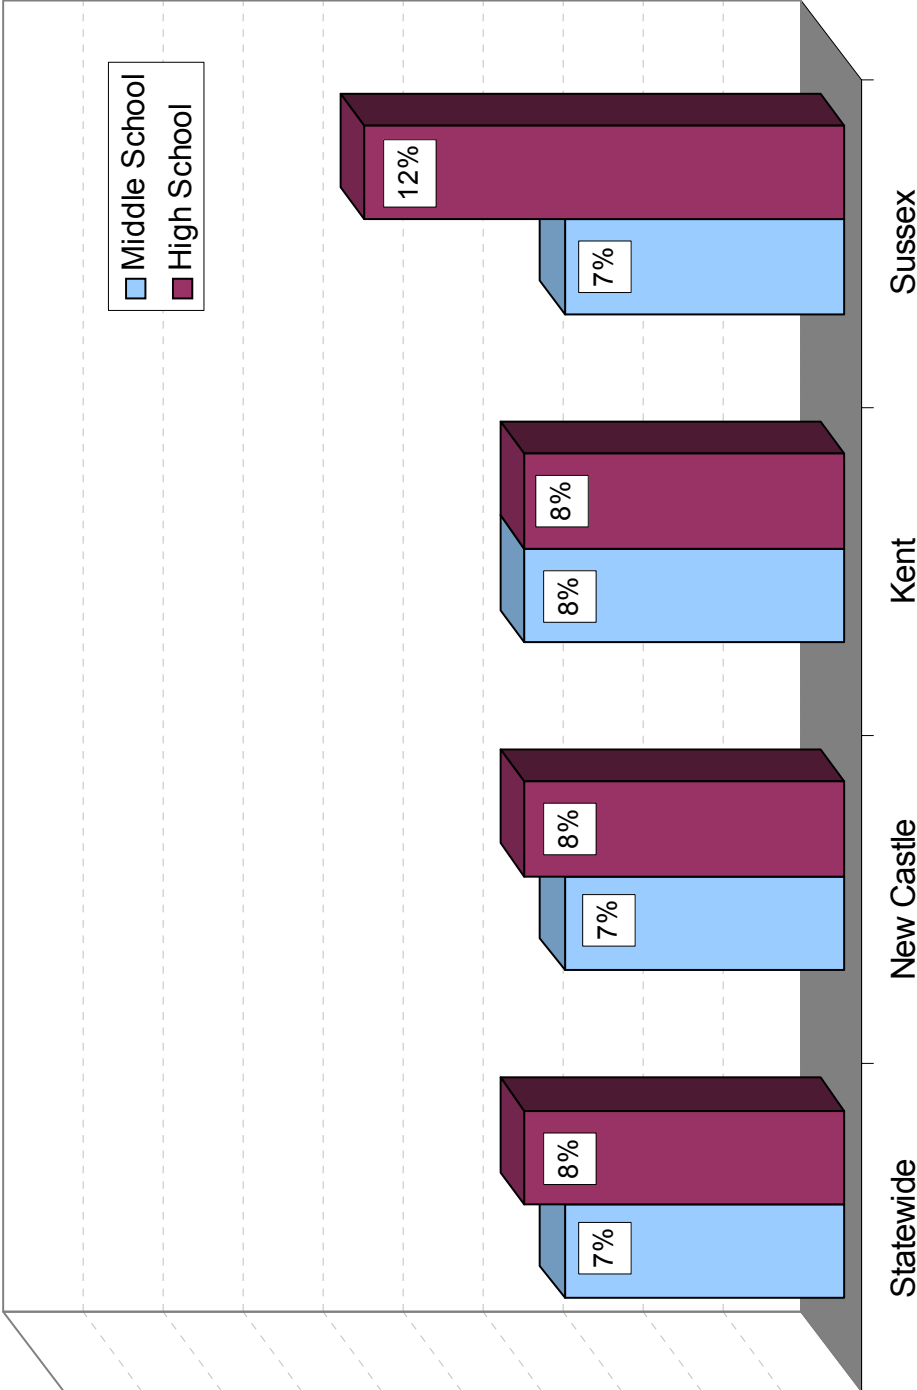 Middle School
High School
7%
8%
7%
8%
8%
8%
7%
12%
Statewide
New Castle
Kent
Sussex